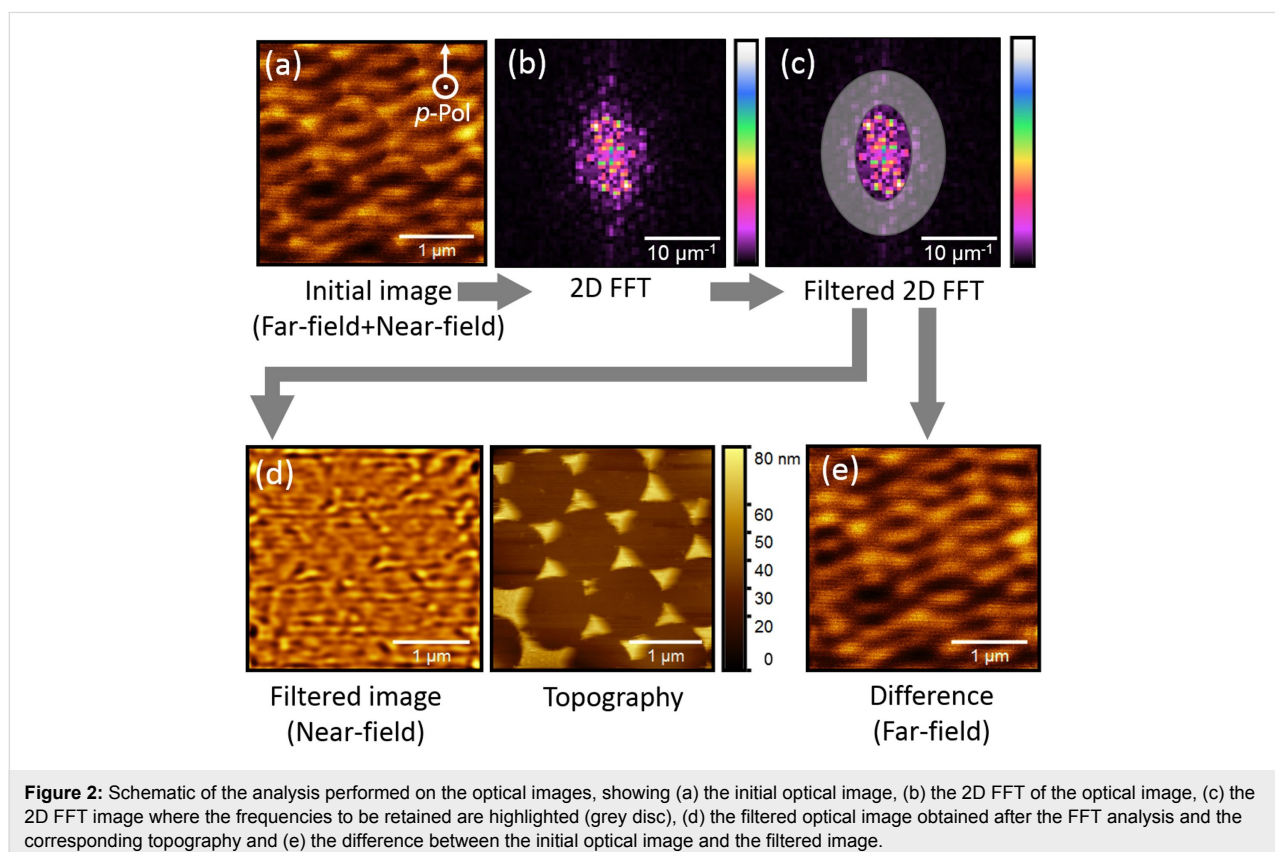 (a)
p-Pol
1 µm
(b)
10 µm⁻¹
(c)
10 µm⁻¹
Initial image
(Far-field+Near-field)
2D FFT
Filtered 2D FFT
(d)
1 µm
1 µm
80 nm
60
50
40
30
20
0
(e)
1 µm
Filtered image
(Near-field)
Topography
Difference
(Far-field)
Figure 2: Schematic of the analysis performed on the optical images, showing (a) the initial optical image, (b) the 2D FFT of the optical image, (c) the
2D FFT image where the frequencies to be retained are highlighted (grey disc), (d) the filtered optical image obtained after the FFT analysis and the
corresponding topography and (e) the difference between the initial optical image and the filtered image.